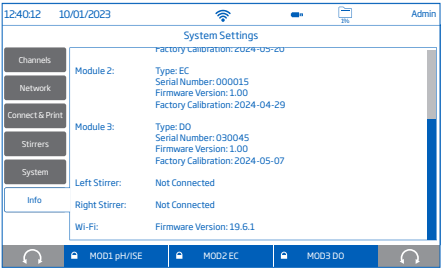 12:40:12 10/01/2023 1% Admin
System Settings
Channels
Network
Connect & Print
Stirrers
System
Info
Factory Calibration: 2024-05-20
Module 2: Type: EC
Serial Number: 000015
Firmware Version: 1.00
Factory Calibration: 2024-04-29
Module 3: Type: DO
Serial Number: 030045
Firmware Version: 1.00
Factory Calibration: 2024-05-07
Left Stirrer: Not Connected
Right Stirrer: Not Connected
Wi-Fi: Firmware Version: 19.6.1
MOD1 pH/ISE MOD2 EC MOD3 DO